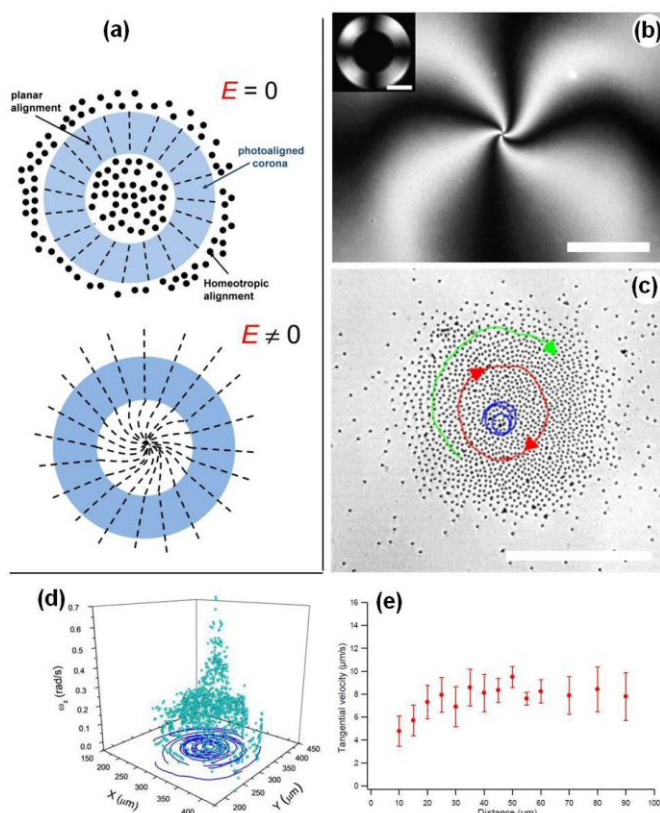 (a)
planar
alignment
E = 0
photoaligned
corona
Homeotropic
alignment
E ≠ 0
(b)
(c)
(d)
0.7
0.6
0.5
0.4
0.3
0.2
0.1
0.0
ωz (rad/s)
150
200
250
300
350
400
X (μm)
200
250
300
350
400
450
Y (μm)
(e)
16
14
12
10
8
6
4
2
0
Tangential velocity (μm/s)
0 10 20 30 40 50 60 70 80 90 100
Distance (μm)